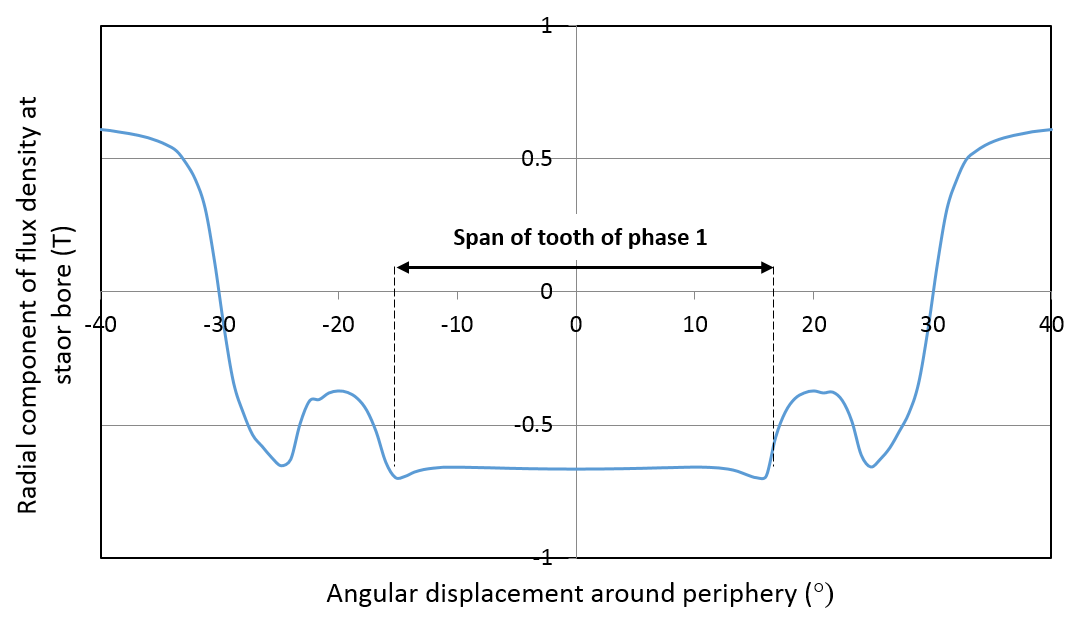 Radial component of flux density at
staor bore (T)
1
0.5
Span of tooth of phase 1
0
-40 -30 -20 -10 0 10 20 30 40
-0.5
-1
Angular displacement around periphery (°)